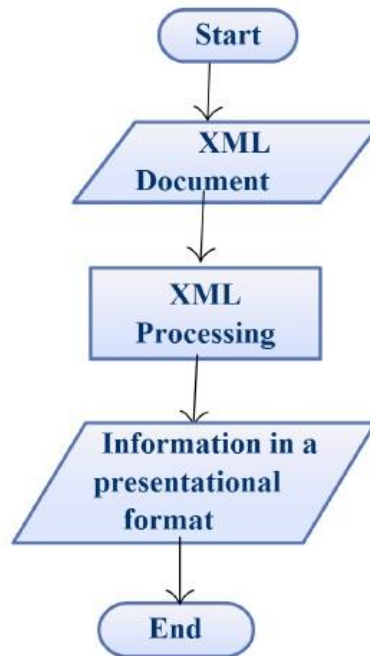 Start
XML
Document
XML
Processing
Information in a
presentational
format
End